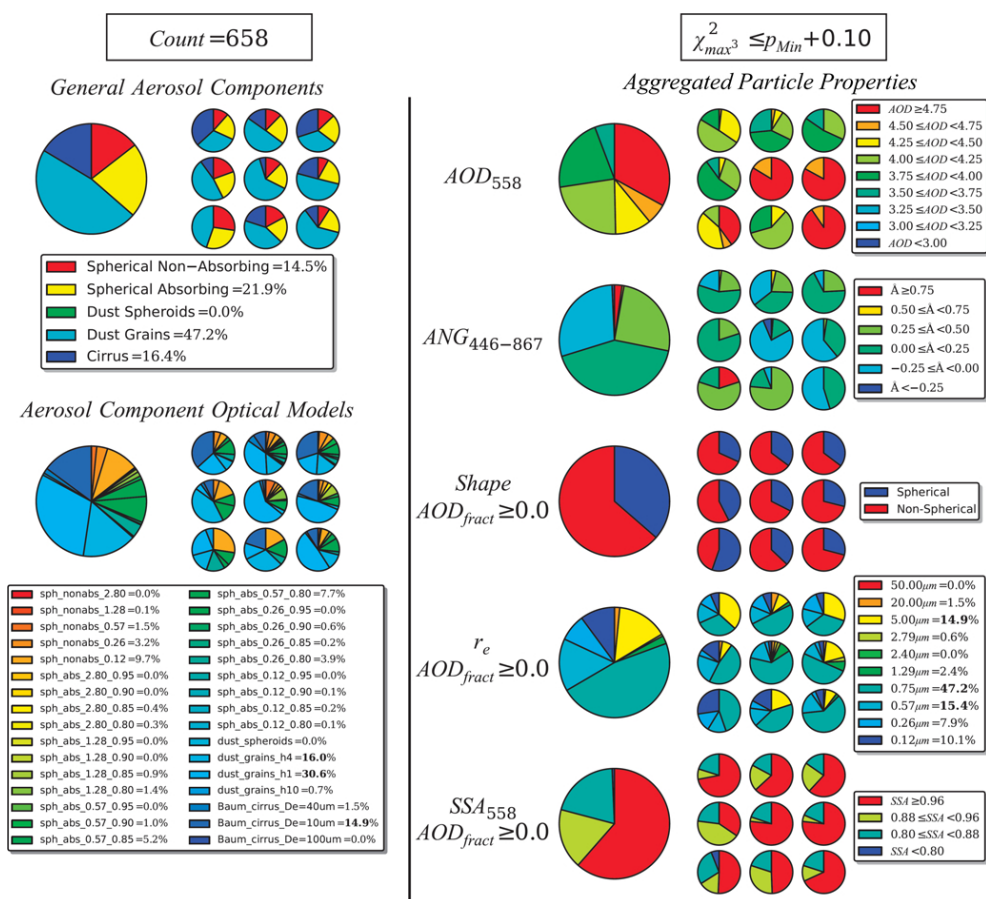 Count=658
χ²max³ ≤pMin+0.10
General Aerosol Components
Spherical Non−Absorbing=14.5%
Spherical Absorbing=21.9%
Dust Spheroids=0.0%
Dust Grains=47.2%
Cirrus=16.4%
Aerosol Component Optical Models
sph_nonabs_2.80=0.0%
sph_nonabs_1.28=0.1%
sph_nonabs_0.57=1.5%
sph_nonabs_0.26=3.2%
sph_nonabs_0.12=9.7%
sph_abs_2.80_0.95=0.0%
sph_abs_2.80_0.90=0.0%
sph_abs_2.80_0.85=0.4%
sph_abs_2.80_0.80=0.3%
sph_abs_1.28_0.95=0.0%
sph_abs_1.28_0.90=0.0%
sph_abs_1.28_0.85=0.9%
sph_abs_1.28_0.80=1.4%
sph_abs_0.57_0.95=0.0%
sph_abs_0.57_0.90=1.0%
sph_abs_0.57_0.85=5.2%
sph_abs_0.57_0.80=7.7%
sph_abs_0.26_0.95=0.0%
sph_abs_0.26_0.90=0.6%
sph_abs_0.26_0.85=0.2%
sph_abs_0.26_0.80=3.9%
sph_abs_0.12_0.95=0.0%
sph_abs_0.12_0.90=0.1%
sph_abs_0.12_0.85=0.2%
sph_abs_0.12_0.80=0.1%
dust_spheroids=0.0%
dust_grains_h4=16.0%
dust_grains_h1=30.6%
dust_grains_h10=0.7%
Baum_cirrus_De=40um=1.5%
Baum_cirrus_De=10um=14.9%
Baum_cirrus_De=100um=0.0%
Aggregated Particle Properties
AOD558
AOD≥4.75
4.50≤AOD<4.75
4.25≤AOD<4.50
4.00≤AOD<4.25
3.75≤AOD<4.00
3.50≤AOD<3.75
3.25≤AOD<3.50
3.00≤AOD<3.25
AOD<3.00
ANG446−867
Å≥0.75
0.50≤Å<0.75
0.25≤Å<0.50
0.00≤Å<0.25
−0.25≤Å<0.00
Å<−0.25
Shape
AODfract≥0.0
Spherical
Non-Spherical
re
AODfract≥0.0
50.00μm=0.0%
20.00μm=1.5%
5.00μm=14.9%
2.79μm=0.6%
2.40μm=0.0%
1.29μm=2.4%
0.75μm=47.2%
0.57μm=15.4%
0.26μm=7.9%
0.12μm=10.1%
SSA558
AODfract≥0.0
SSA≥0.96
0.88≤SSA<0.96
0.80≤SSA<0.88
SSA<0.80